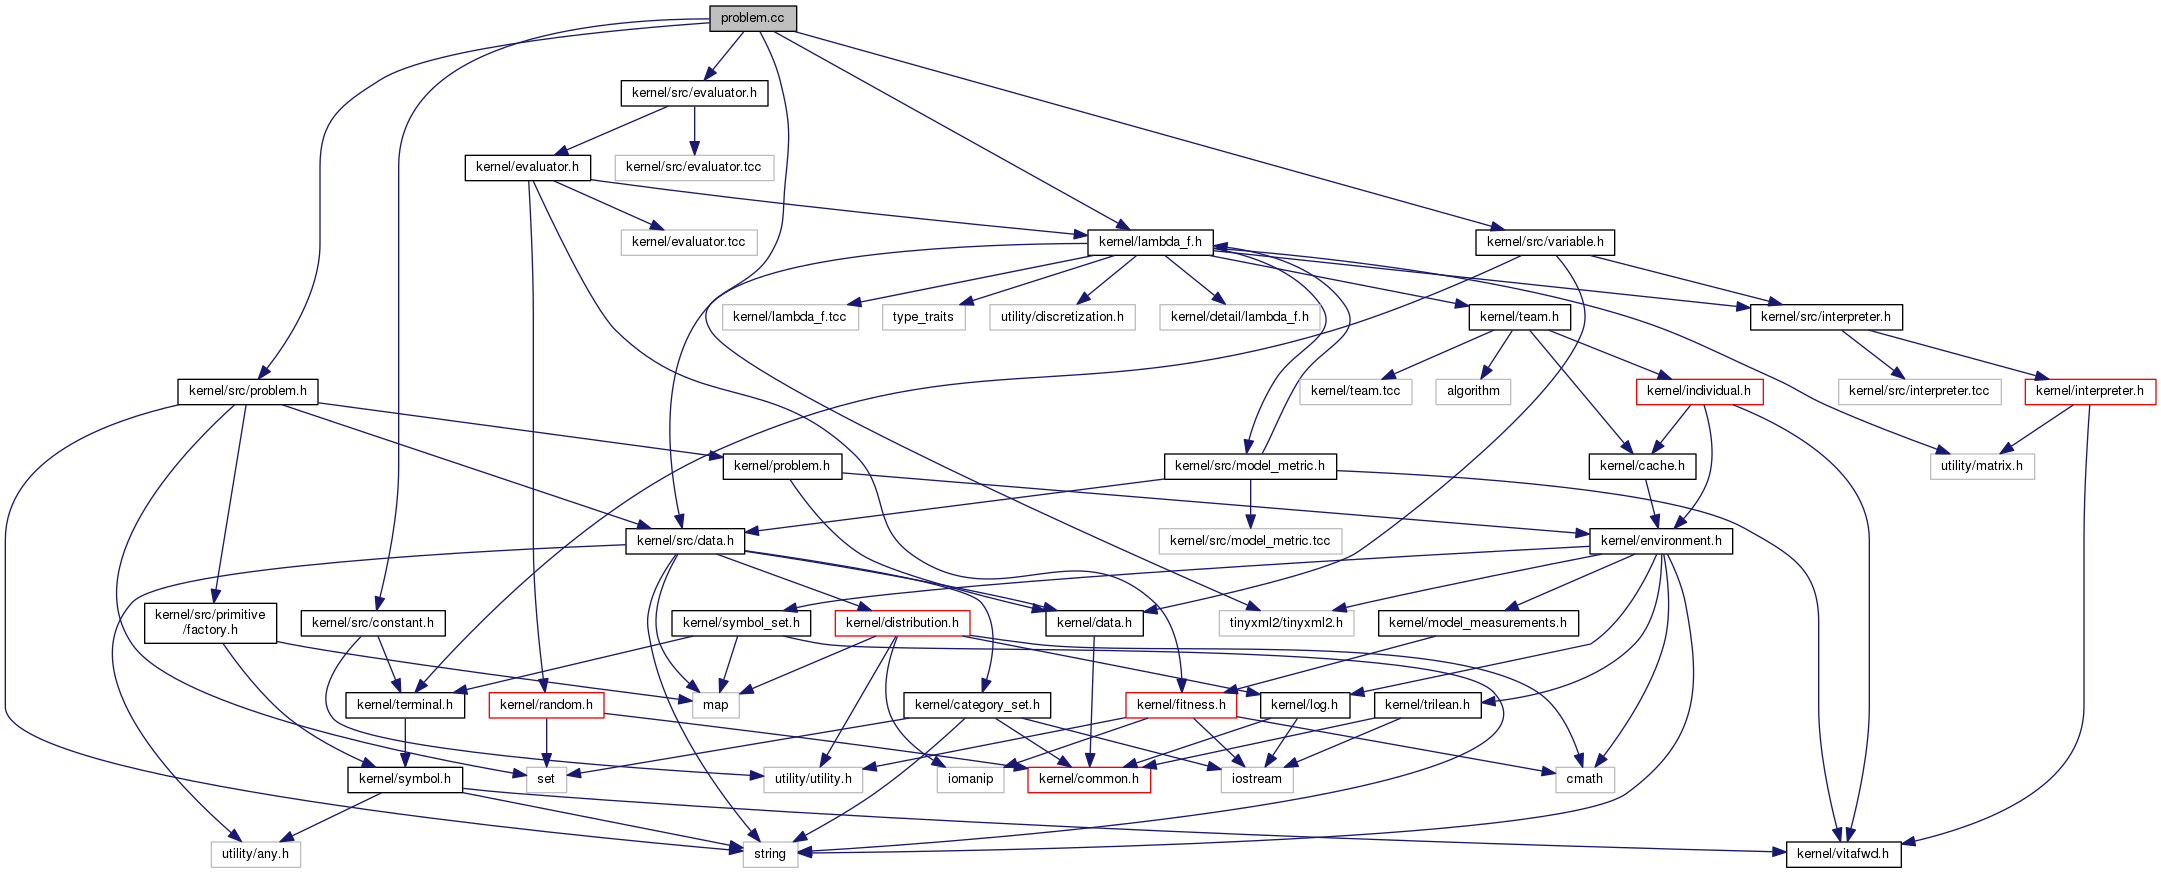 problem.cc
kernel/src/evaluator.h
kernel/evaluator.h
kernel/src/evaluator.tcc
kernel/evaluator.tcc
kernel/lambda_f.h
kernel/src/variable.h
kernel/lambda_f.tcc
type_traits
utility/discretization.h
kernel/detail/lambda_f.h
kernel/team.h
kernel/src/interpreter.h
kernel/src/problem.h
kernel/team.tcc
algorithm
kernel/individual.h
kernel/src/interpreter.tcc
kernel/interpreter.h
kernel/problem.h
kernel/src/model_metric.h
kernel/cache.h
utility/matrix.h
kernel/src/data.h
kernel/src/model_metric.tcc
kernel/environment.h
kernel/src/primitive
/factory.h
kernel/src/constant.h
kernel/symbol_set.h
kernel/distribution.h
kernel/data.h
tinyxml2/tinyxml2.h
kernel/model_measurements.h
kernel/terminal.h
kernel/random.h
map
kernel/category_set.h
kernel/fitness.h
kernel/log.h
kernel/trilean.h
kernel/symbol.h
set
utility/utility.h
iomanip
kernel/common.h
iostream
cmath
utility/any.h
string
kernel/vitafwd.h